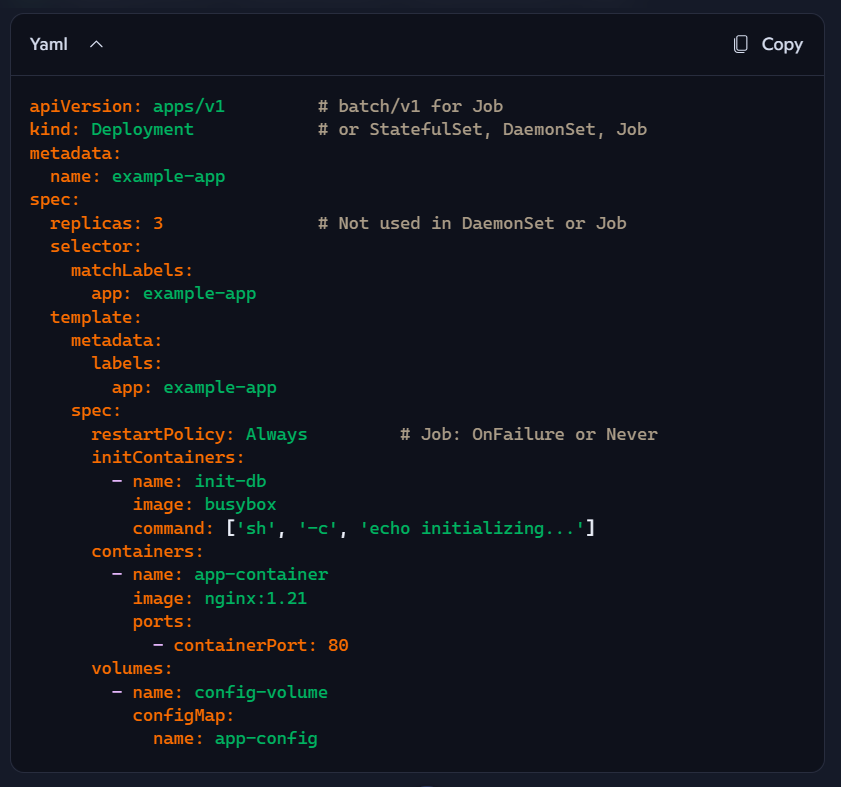 Yaml
Copy
apiVersion: apps/v1         # batch/v1 for Job
kind: Deployment            # or StatefulSet, DaemonSet, Job
metadata:
  name: example-app
spec:
  replicas: 3               # Not used in DaemonSet or Job
  selector:
    matchLabels:
      app: example-app
  template:
    metadata:
      labels:
        app: example-app
    spec:
      restartPolicy: Always         # Job: OnFailure or Never
      initContainers:
        - name: init-db
          image: busybox
          command: ['sh', '-c', 'echo initializing...']
      containers:
        - name: app-container
          image: nginx:1.21
          ports:
            - containerPort: 80
      volumes:
        - name: config-volume
          configMap:
            name: app-config